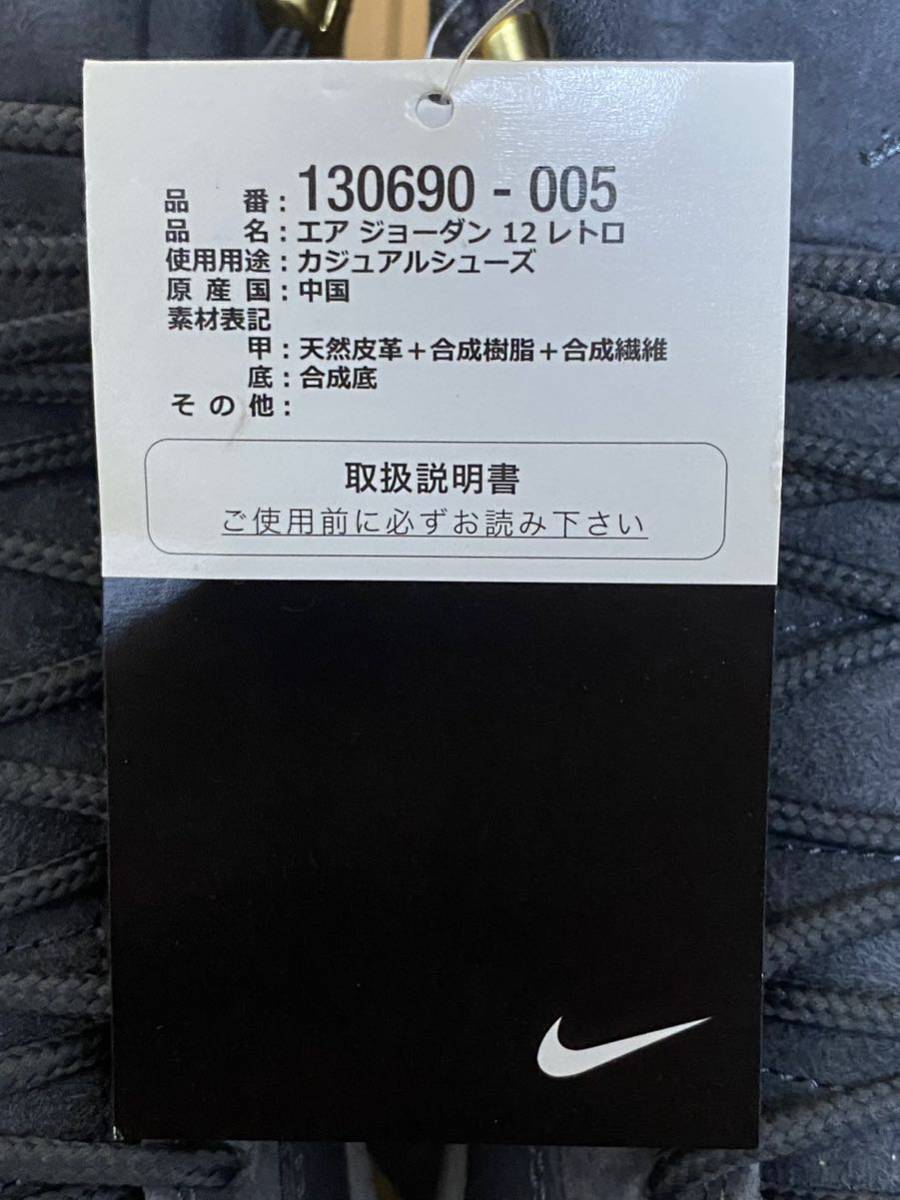 品番：130690 - 005
品名：エア ジョーダン 12 レトロ
使用用途：カジュアルシューズ
原産国：中国
素材表記
甲：天然皮革＋合成樹脂＋合成繊維
底：合成底
その他：
取扱説明書
ご使用前に必ずお読み下さい